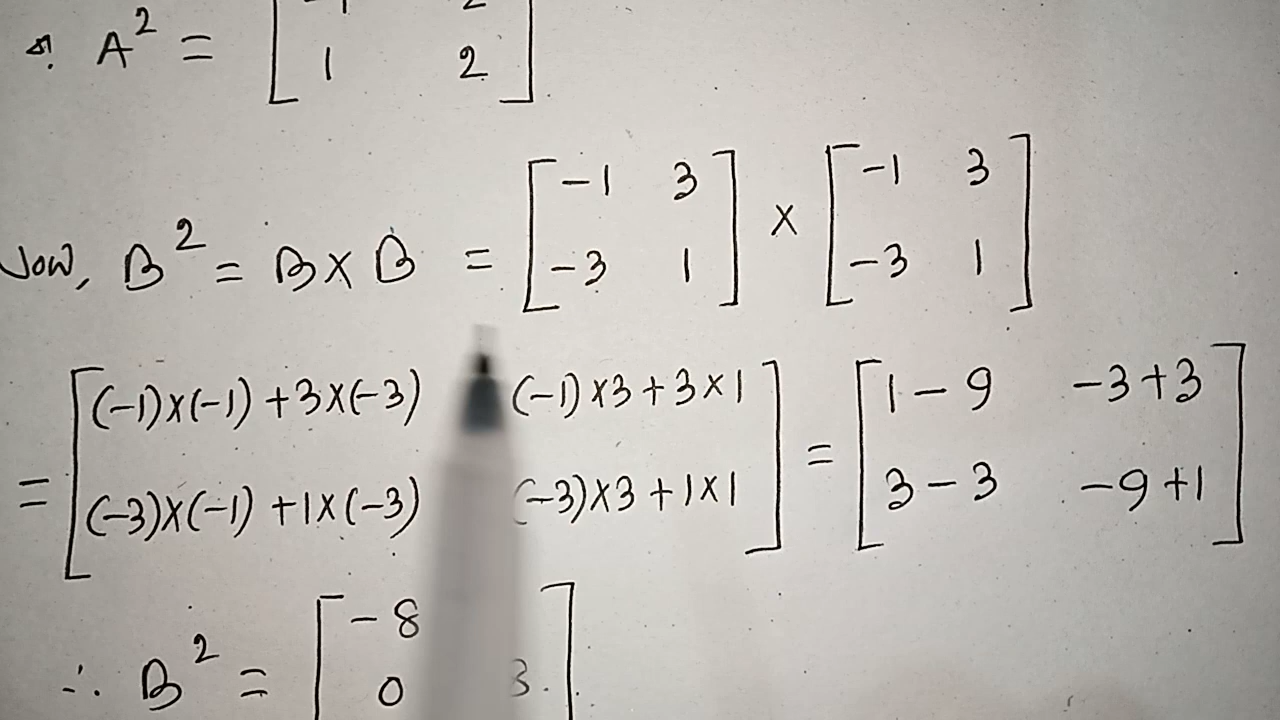 A² = [ -1 2
1 2 ]
Now, B² = B × B = [ -1 3 ] × [ -1 3 ]
[ -3 1 ] [ -3 1 ]
= [ (-1)×(-1) + 3×(-3) (-1)×3 + 3×1 ] = [ 1 - 9 -3 + 3 ]
[ (-3)×(-1) + 1×(-3) (-3)×3 + 1×1 ] [ 3 - 3 -9 + 1 ]
∴ B² = [ -8
0 ]